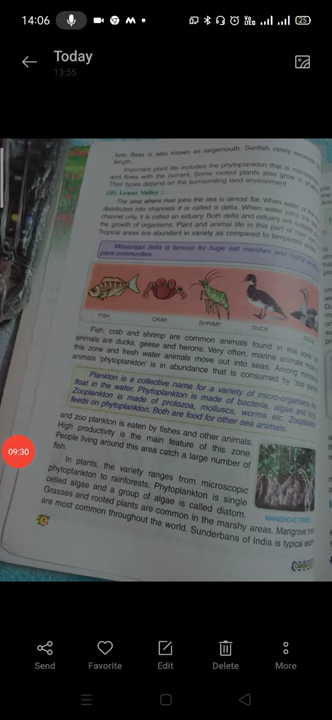 14:06
25
Today
13:55
tude. Bass is also known as largemouth. Sunfish rarely exceeds
length.
Important plant life includes the phytoplankton that is
and flows with the current. Some rooted plants also grow in
Their types depend on the surrounding land environment.
Lower Valley :
The area where river joins the sea is almost flat. When water
distributed into channels it is called a delta. When water joins
channel only, it is called an estuary. Both delta and estuary are
the growth of organisms. Plant and animal life in this part of
Tropical areas are abundant in variety as compared to temperate
Mississippi delta is famous for huge salt marshes and highly
plant communities.
FISH
CRAB
SHRIMP
DUCK
Fish, crab and shrimp are common animals found in this
animals are ducks, geese and herons. Very often, marine animals
this zone and fresh water animals move out into seas. Among
animals 'phytoplankton' is in abundance that is consumed by 'zoo
Plankton is a collective name for a variety of micro-organisms
float in the water. Phytoplankton is made of bacteria, algae and
Zooplankton is made of protozoa, molluscs, worms etc. Zooplankton
feeds on phytoplankton. Both are food for other sea animals.
and zoo plankton is eaten by fishes and other animals.
High productivity is the main feature of this zone.
People living around this area catch a large number of
fish.
In plants, the variety ranges from microscopic
phytoplankton to rainforests. Phytoplankton is single
celled algae and a group of algae is called diatom.
Grasses and rooted plants are common in the marshy areas. Mangrove
are most common throughout the world. Sunderbans of India is typical
MANGROVE TREE
09:30
Send
Favorite
Edit
Delete
More